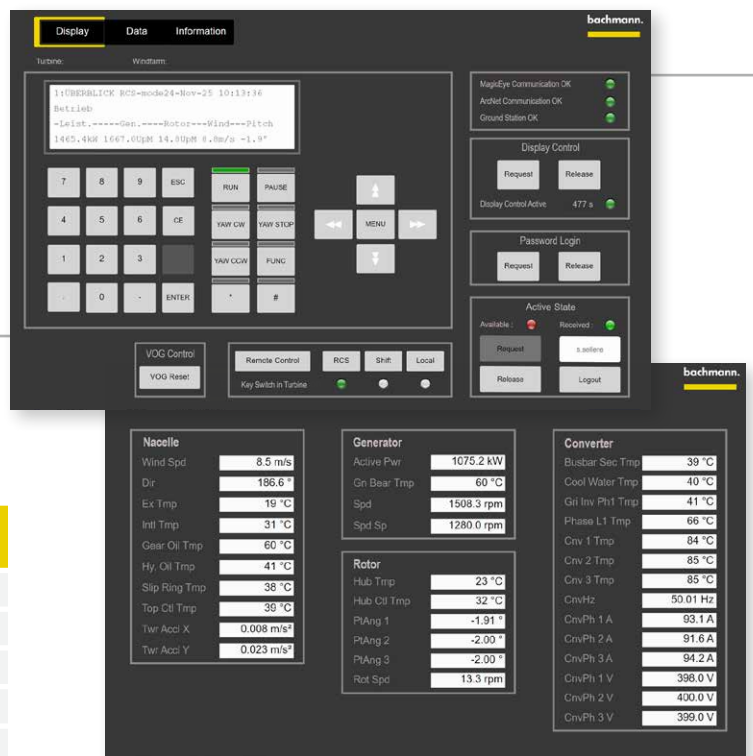 bachmann.
Display Data Information
Turbine: Windfarm:
1:ÜBERBLICK RCS-mode24-Nov-25 10:13:36
Betrieb
-Leist.-----Gen.----Rotor---Wind---Pitch
1465.4kW 1667.0UpM 14.8UpM 8.0m/s -1.9°
7 8 9 ESC RUN PAUSE
4 5 6 CE YAW CW YAW STOP
1 2 3 YAW CCW FUNC
. 0 - ENTER * #
MENU
MagicEye Communication OK
ArcNet Communication OK
Ground Station OK
Display Control
Request Release
Display Control Active 477 s
Password Login
Request Release
Active State
Available : Received :
Request s.sellere
Release Logout
VOG Control
VOG Reset
Remote Control RCS Shift Local
Key Switch in Turbine
bachmann.
Nacelle
Wind Spd 8.5 m/s
Dir 186.6 °
Ex Tmp 19 °C
Intl Tmp 31 °C
Gear Oil Tmp 60 °C
Hy. Oil Tmp 41 °C
Slip Ring Tmp 38 °C
Top Ctl Tmp 39 °C
Twr Accl X 0.008 m/s²
Twr Accl Y 0.023 m/s²
Generator
Active Pwr 1075.2 kW
Gn Bear Tmp 60 °C
Spd 1508.3 rpm
Spd Sp 1280.0 rpm
Rotor
Hub Tmp 23 °C
Hub Ctl Tmp 32 °C
PtAng 1 -1.91 °
PtAng 2 -2.00 °
PtAng 3 -2.00 °
Rot Spd 13.3 rpm
Converter
Busbar Sec Tmp 39 °C
Cool Water Tmp 40 °C
Gri Inv Ph1 Tmp 41 °C
Phase L1 Tmp 66 °C
Cnv 1 Tmp 84 °C
Cnv 2 Tmp 85 °C
Cnv 3 Tmp 85 °C
CnvHz 50.01 Hz
CnvPh 1 A 93.1 A
CnvPh 2 A 91.6 A
CnvPh 3 A 94.2 A
CnvPh 1 V 398.0 V
CnvPh 2 V 400.0 V
CnvPh 3 V 399.0 V